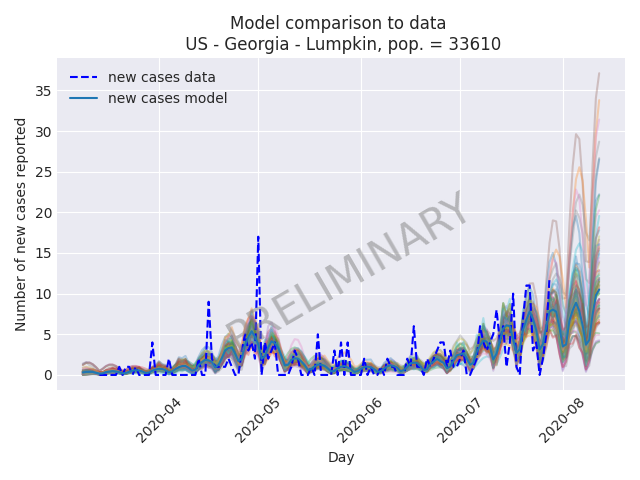 Model comparison to data
US - Georgia - Lumpkin, pop. = 33610
new cases data
new cases model
PRELIMINARY
Number of new cases reported
35
30
25
20
15
10
5
0
2020-04
2020-05
2020-06
2020-07
2020-08
Day